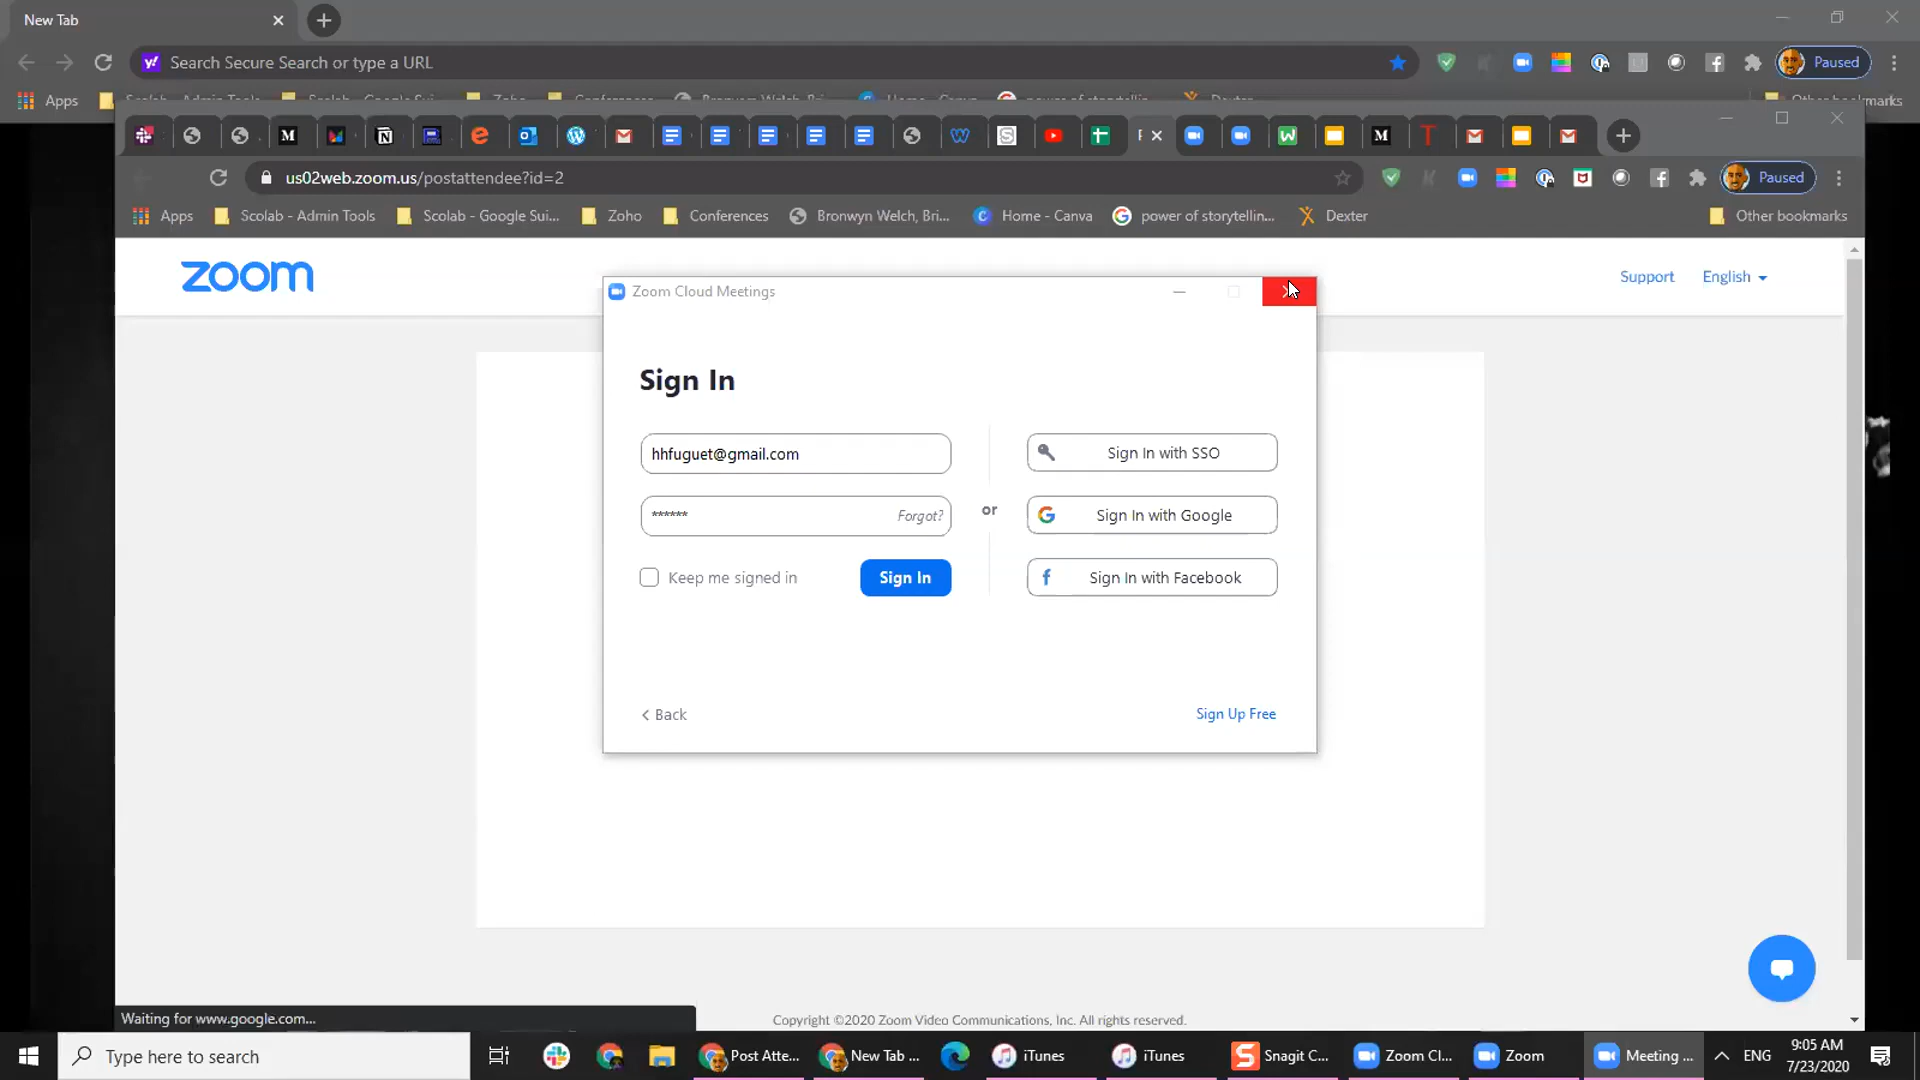 New Tab
Search Secure Search or type a URL
Paused
Apps
Other bookmarks
us02web.zoom.us/postattendee?id=2
Paused
Apps
Scolab - Admin Tools
Scolab - Google Sui...
Zoho
Conferences
Bronwyn Welch, Bri...
Home - Canva
power of storytellin...
Dexter
Other bookmarks
zoom
Support
English
Zoom Cloud Meetings
Sign In
hhfuguet@gmail.com
******
Forgot?
Keep me signed in
Sign In
or
Sign In with SSO
Sign In with Google
Sign In with Facebook
Back
Sign Up Free
Waiting for www.google.com...
Copyright ©2020 Zoom Video Communications, Inc. All rights reserved.
Type here to search
Post Atte...
New Tab ...
iTunes
iTunes
Snagit C...
Zoom Cl...
Zoom
Meeting ...
ENG
9:05 AM
7/23/2020